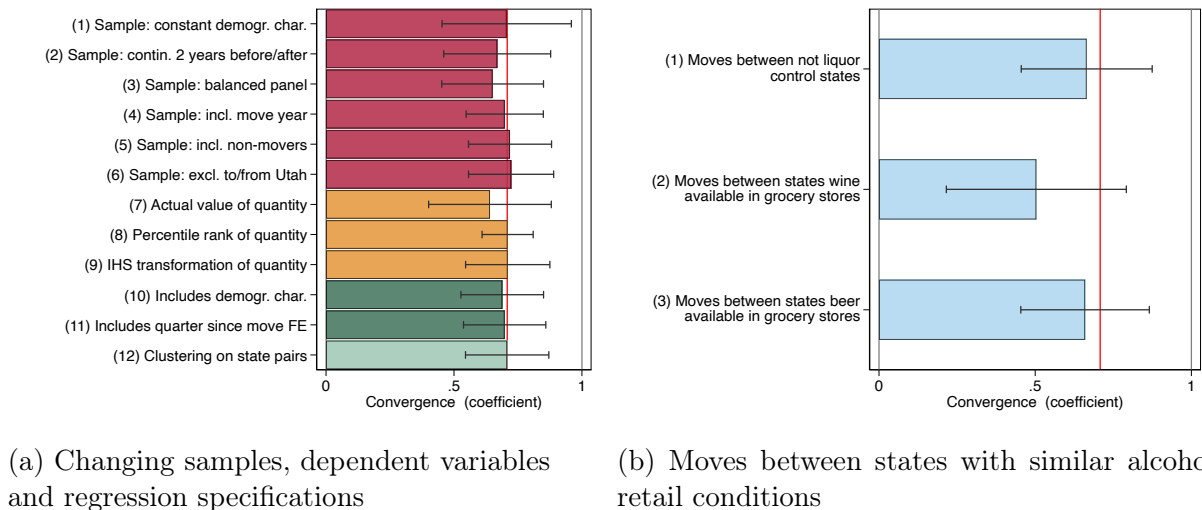 (1) Sample: constant demogr. char.
(2) Sample: contin. 2 years before/after
(3) Sample: balanced panel
(4) Sample: incl. move year
(5) Sample: incl. non-movers
(6) Sample: excl. to/from Utah
(7) Actual value of quantity
(8) Percentile rank of quantity
(9) IHS transformation of quantity
(10) Includes demogr. char.
(11) Includes quarter since move FE
(12) Clustering on state pairs
0 .5 1
Convergence (coefficient)
(1) Moves between not liquor
control states
(2) Moves between states wine
available in grocery stores
(3) Moves between states beer
available in grocery stores
0 .5 1
Convergence (coefficient)
(a) Changing samples, dependent variables
and regression specifications
(b) Moves between states with similar alcoho
retail conditions